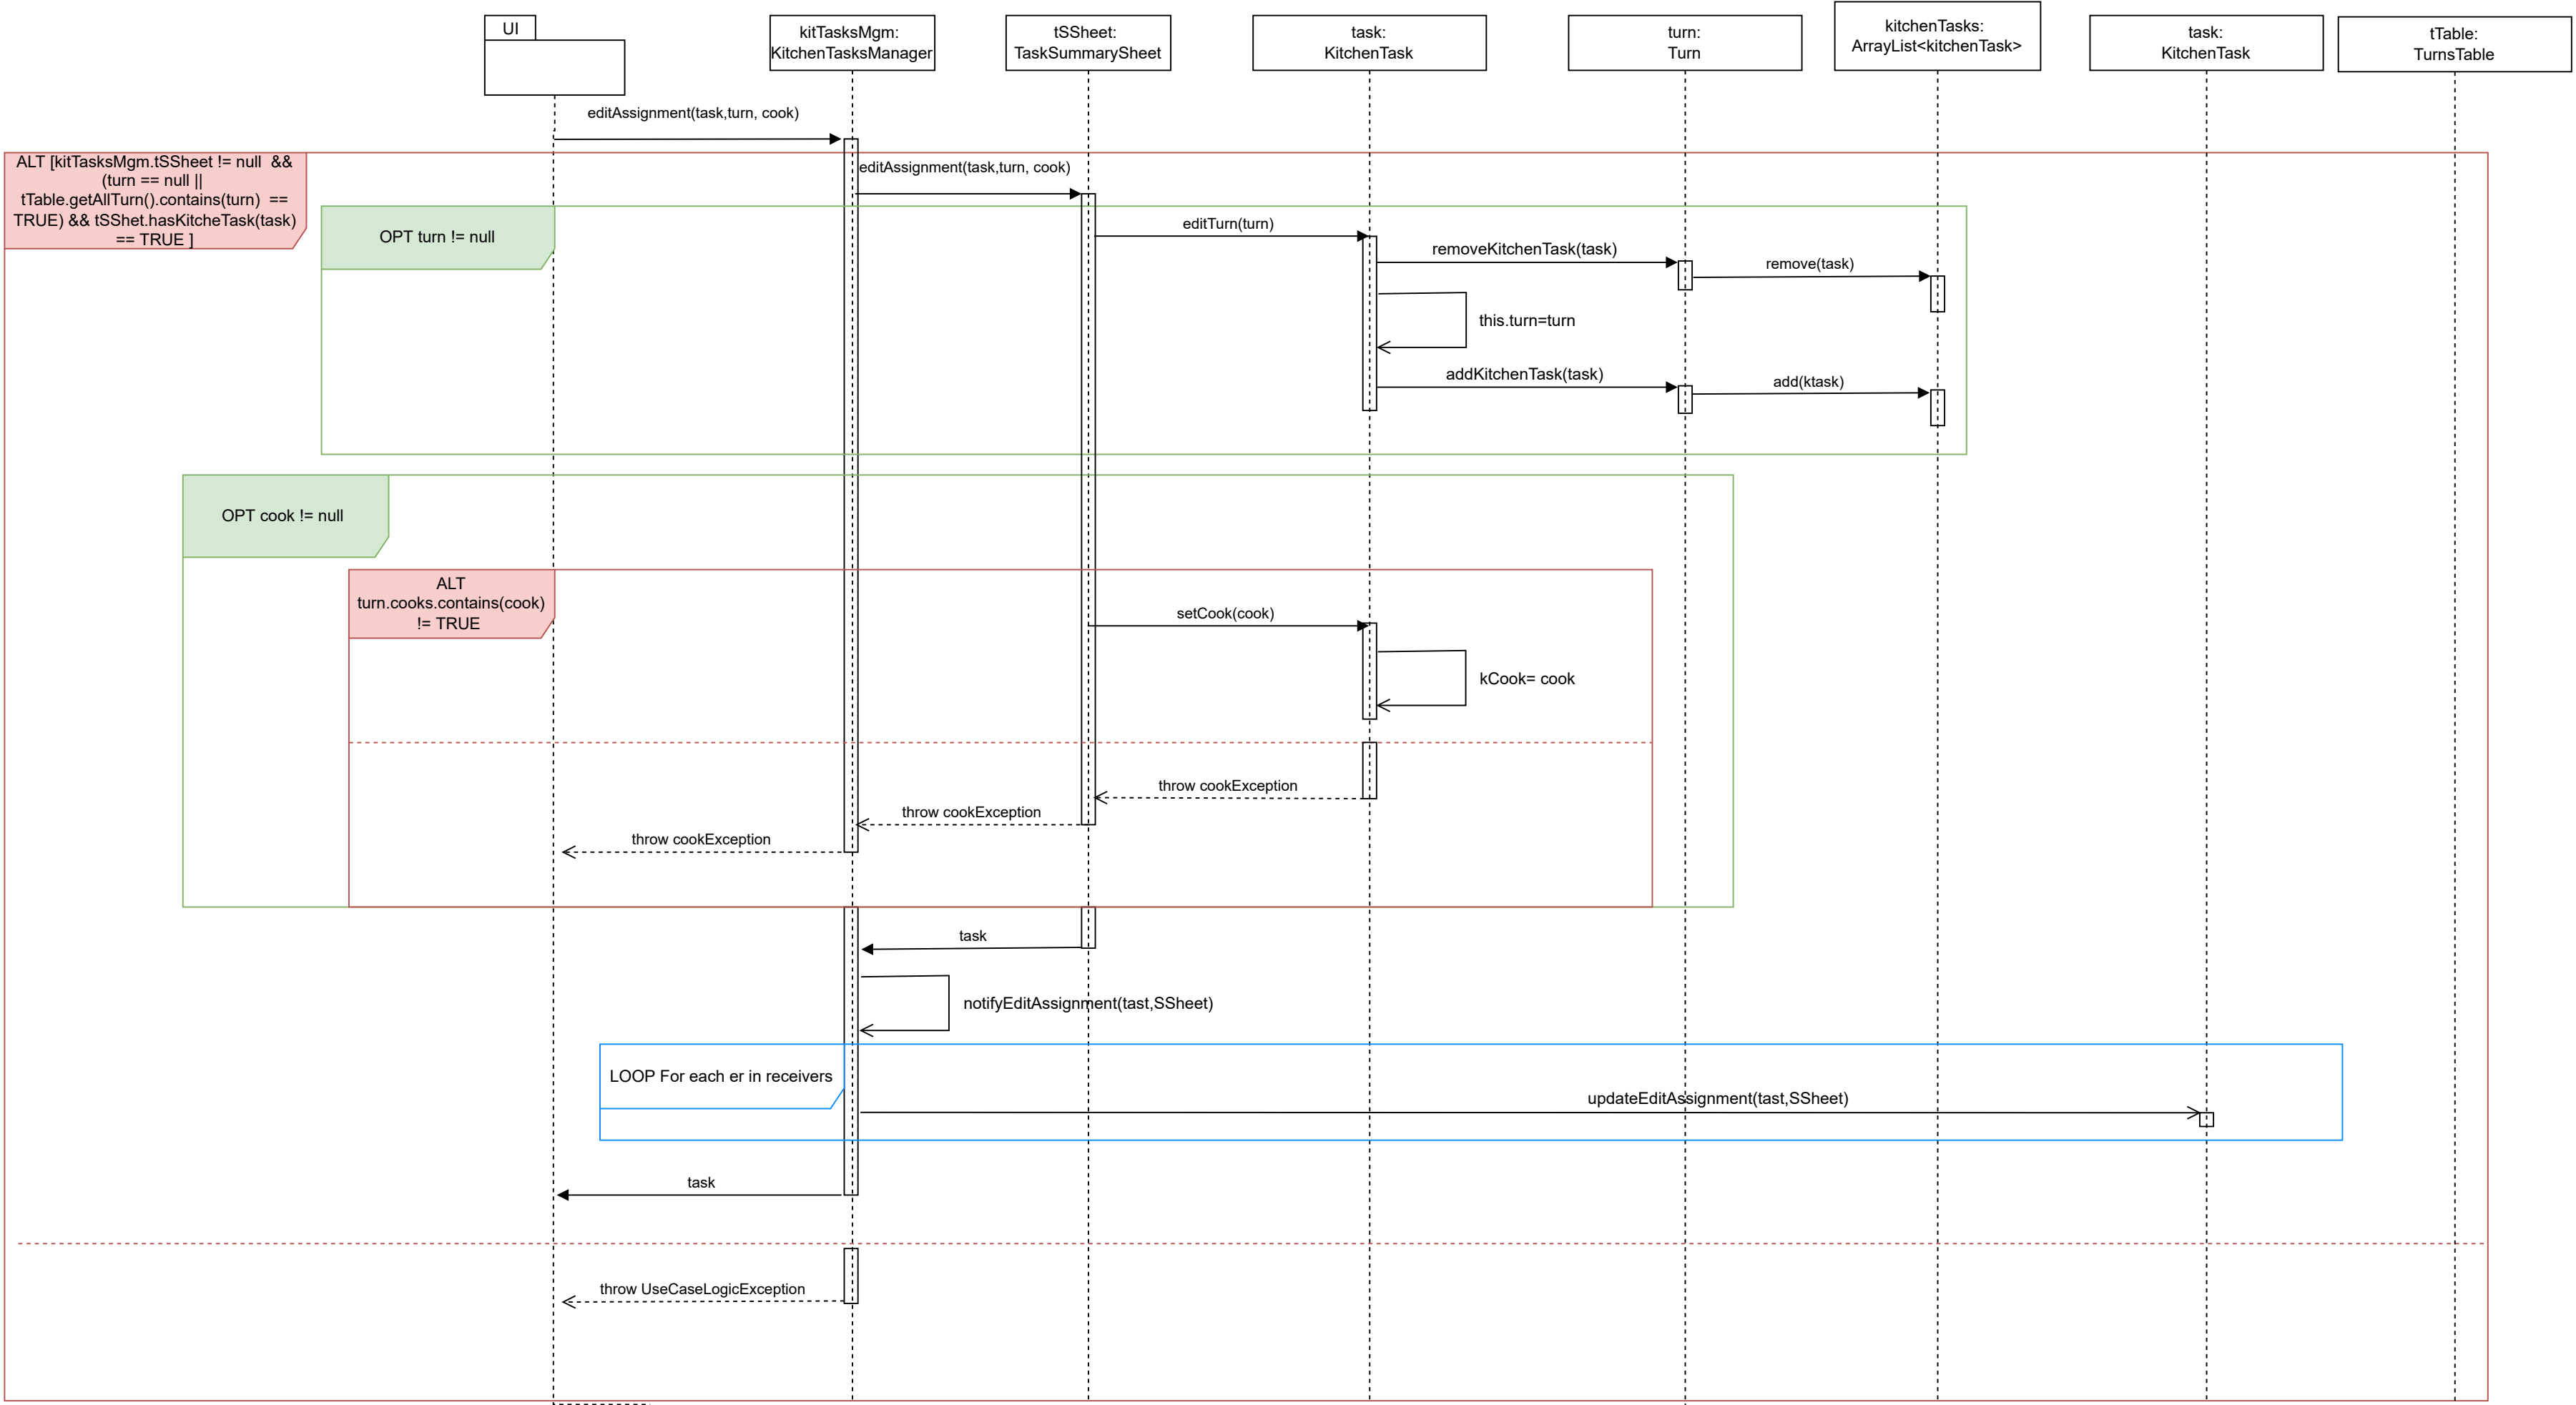 UI
kitTasksMgm:
KitchenTasksManager
tSSheet:
TaskSummarySheet
task:
KitchenTask
turn:
Turn
kitchenTasks:
ArrayList<kitchenTask>
task:
KitchenTask
tTable:
TurnsTable
editAssignment(task,turn, cook)
ALT [kitTasksMgm.tSSheet != null  &&
(turn == null ||
tTable.getAllTurn().contains(turn)  ==
TRUE) && tSShet.hasKitcheTask(task)
== TRUE ]
editAssignment(task,turn, cook)
OPT turn != null
editTurn(turn)
removeKitchenTask(task)
remove(task)
this.turn=turn
addKitchenTask(task)
add(ktask)
OPT cook != null
ALT
turn.cooks.contains(cook)
!= TRUE
setCook(cook)
kCook= cook
throw cookException
throw cookException
throw cookException
task
notifyEditAssignment(tast,SSheet)
LOOP For each er in receivers
updateEditAssignment(tast,SSheet)
task
throw UseCaseLogicException